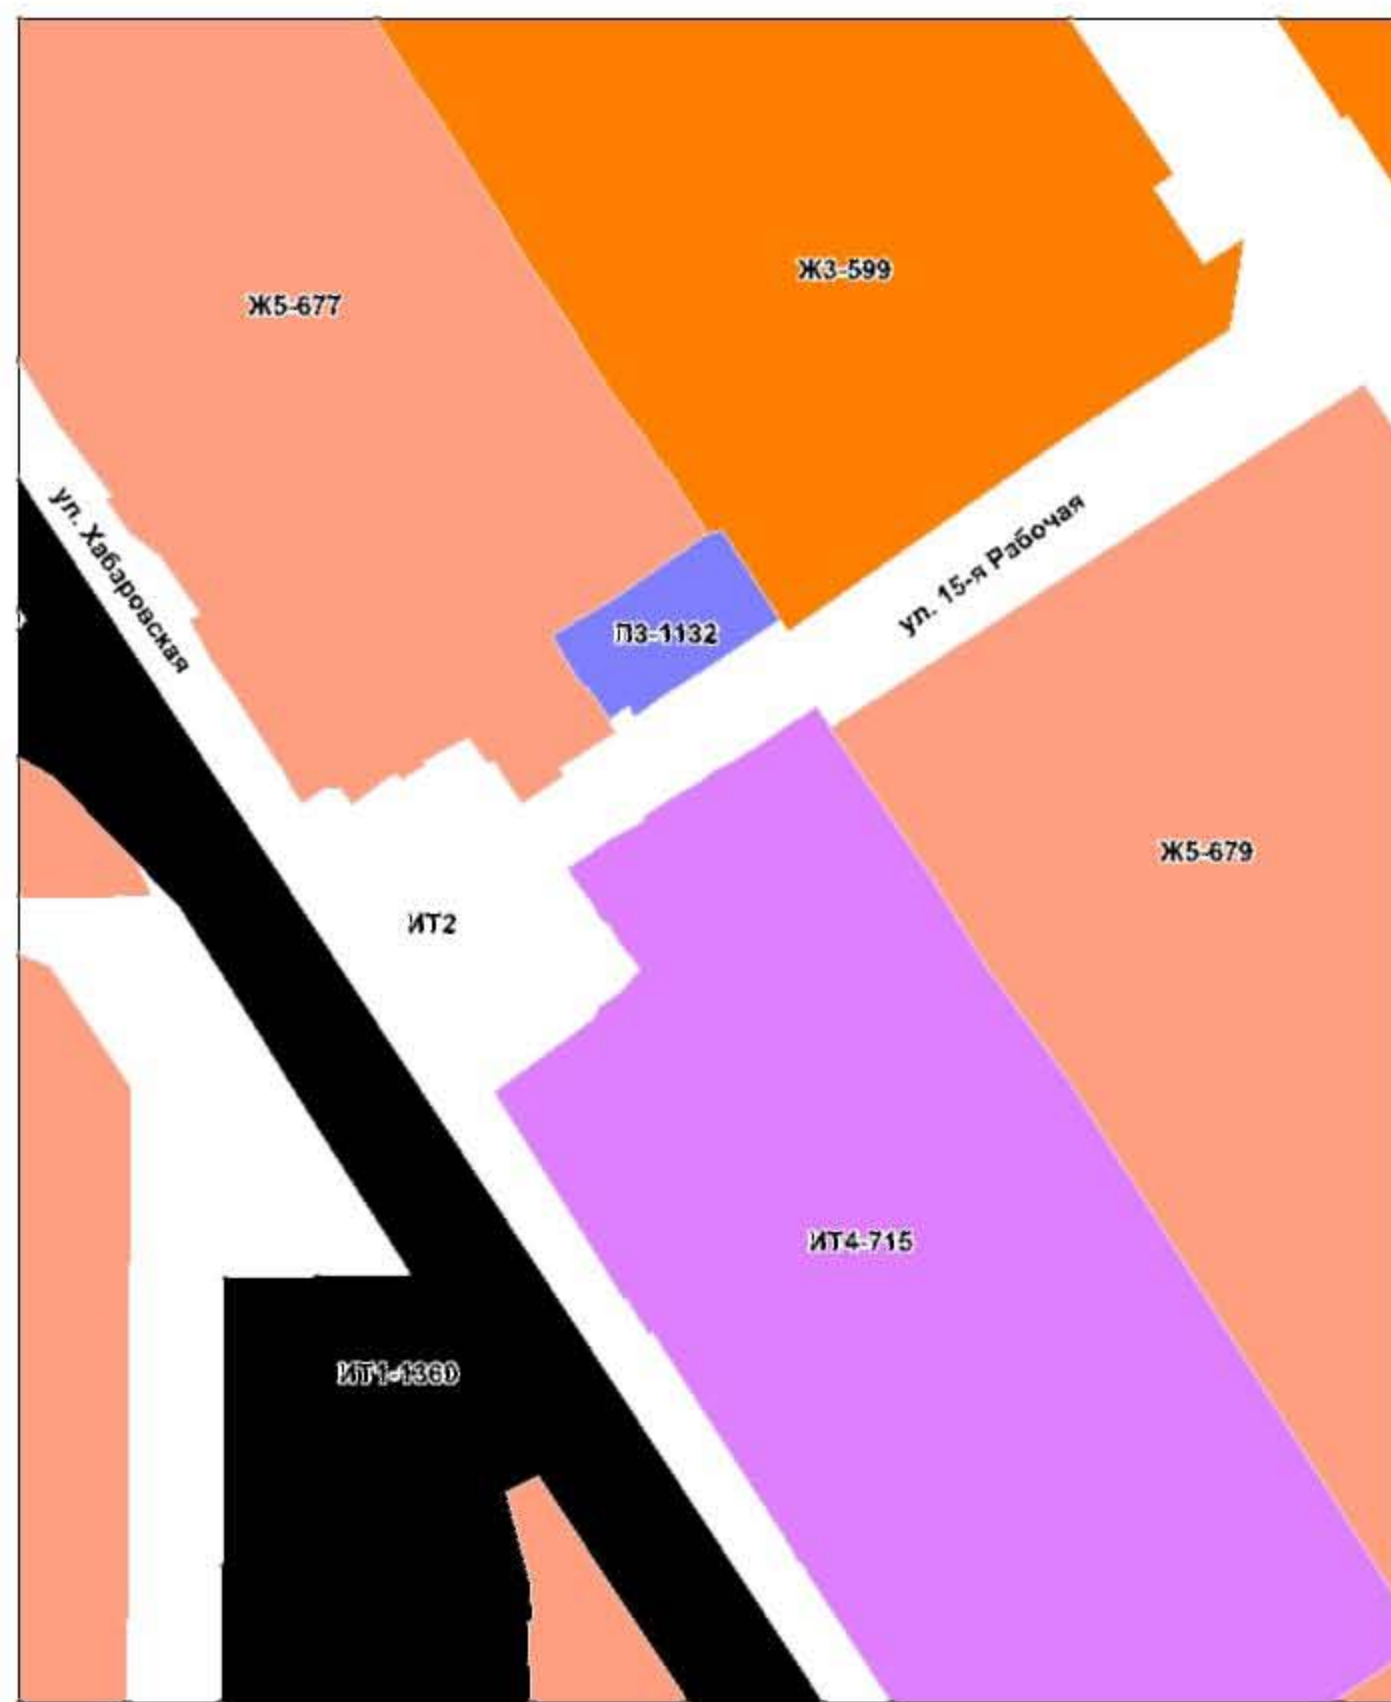 Ж3-599
Ж5-677
ул. Хабаровская
ул. 15-я Рабочая
П3-1132
Ж5-679
ИТ2
ИТ4-715
ИТ1-1360